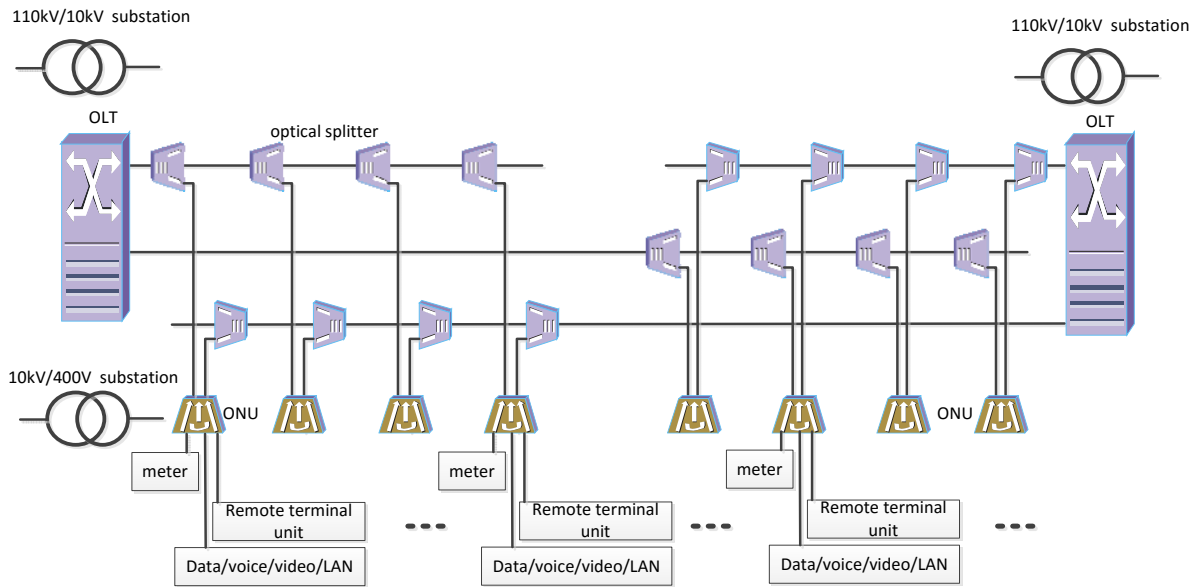 110kV/10kV substation
110kV/10kV substation
OLT
optical splitter
OLT
10kV/400V substation
ONU
ONU
meter
meter
meter
Remote terminal
unit
Remote terminal
unit
Remote terminal
unit
Data/voice/video/LAN
Data/voice/video/LAN
Data/voice/video/LAN